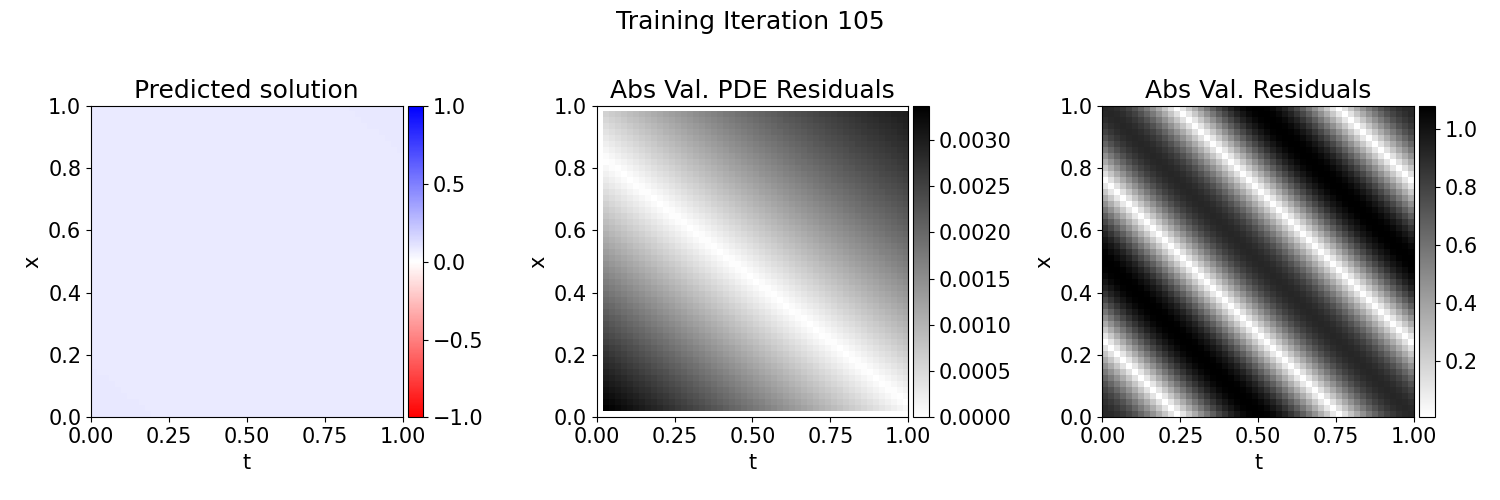 Training Iteration 105
Predicted solution
1.0
0.8
0.6
0.4
0.2
0.0
x
0.00 0.25 0.50 0.75 1.00
t
1.0
0.5
0.0
−0.5
−1.0
Abs Val. PDE Residuals
1.0
0.8
0.6
0.4
0.2
0.0
x
0.00 0.25 0.50 0.75 1.00
t
0.0030
0.0025
0.0020
0.0015
0.0010
0.0005
0.0000
Abs Val. Residuals
1.0
0.8
0.6
0.4
0.2
0.0
x
0.00 0.25 0.50 0.75 1.00
t
1.0
0.8
0.6
0.4
0.2